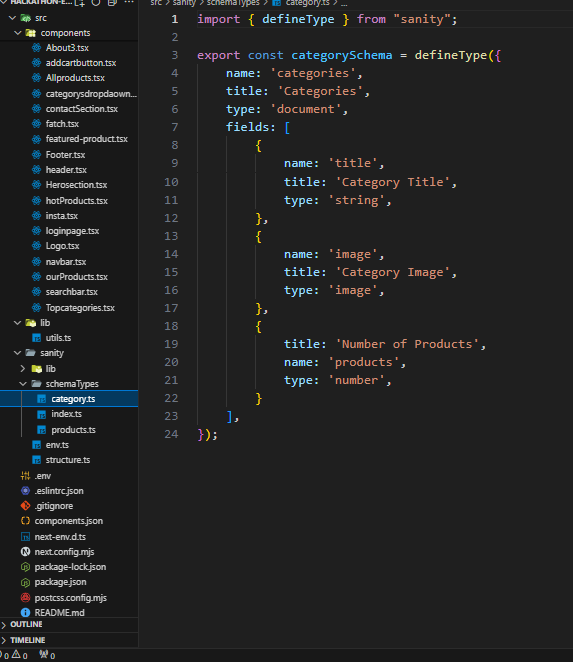 HACKATHON-E...
src
components
About3.tsx
addcartbutton.tsx
Allproducts.tsx
categorysdropdaown...
contactSection.tsx
fatch.tsx
featured-product.tsx
Footer.tsx
header.tsx
Herosection.tsx
hotProducts.tsx
insta.tsx
loginpage.tsx
Logo.tsx
navbar.tsx
ourProducts.tsx
searchbar.tsx
Topcategories.tsx
lib
utils.ts
sanity
lib
schemaTypes
category.ts
index.ts
products.ts
env.ts
structure.ts
.env
.eslintrc.json
.gitignore
components.json
next-env.d.ts
next.config.mjs
package-lock.json
package.json
postcss.config.mjs
README.md
OUTLINE
TIMELINE
0 0 0
src > sanity > schemaTypes > category.ts > ...
1 import { defineType } from "sanity";
2
3 export const categorySchema = defineType({
4 name: 'categories',
5 title: 'Categories',
6 type: 'document',
7 fields: [
8 {
9 name: 'title',
10 title: 'Category Title',
11 type: 'string',
12 },
13 {
14 name: 'image',
15 title: 'Category Image',
16 type: 'image',
17 },
18 {
19 title: 'Number of Products',
20 name: 'products',
21 type: 'number',
22 }
23 ],
24 });